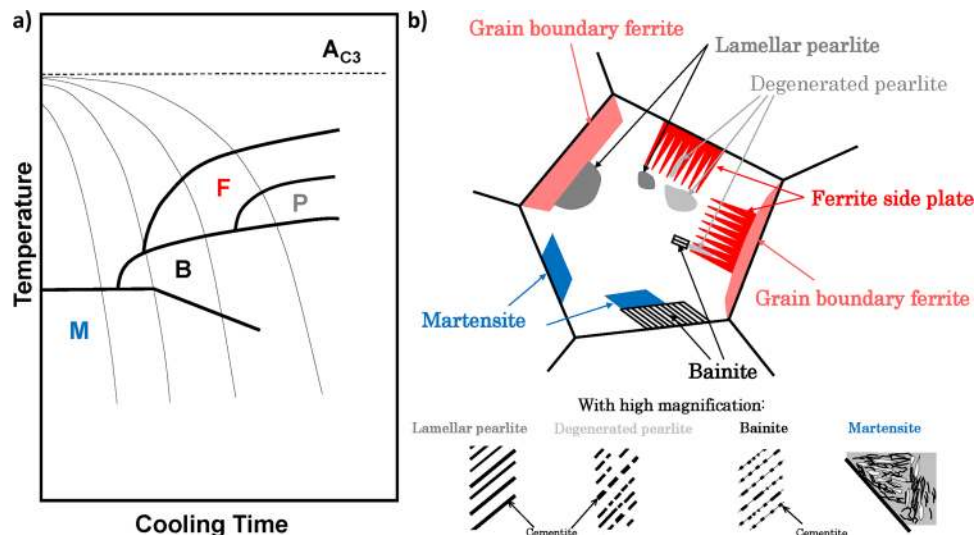 a)
A_C3
F
P
B
M
Temperature
Cooling Time
b)
Grain boundary ferrite
Lamellar pearlite
Degenerated pearlite
Ferrite side plate
Grain boundary ferrite
Martensite
Bainite
With high magnification:
Lamellar pearlite Degenerated pearlite Bainite Martensite
Cementite Cementite